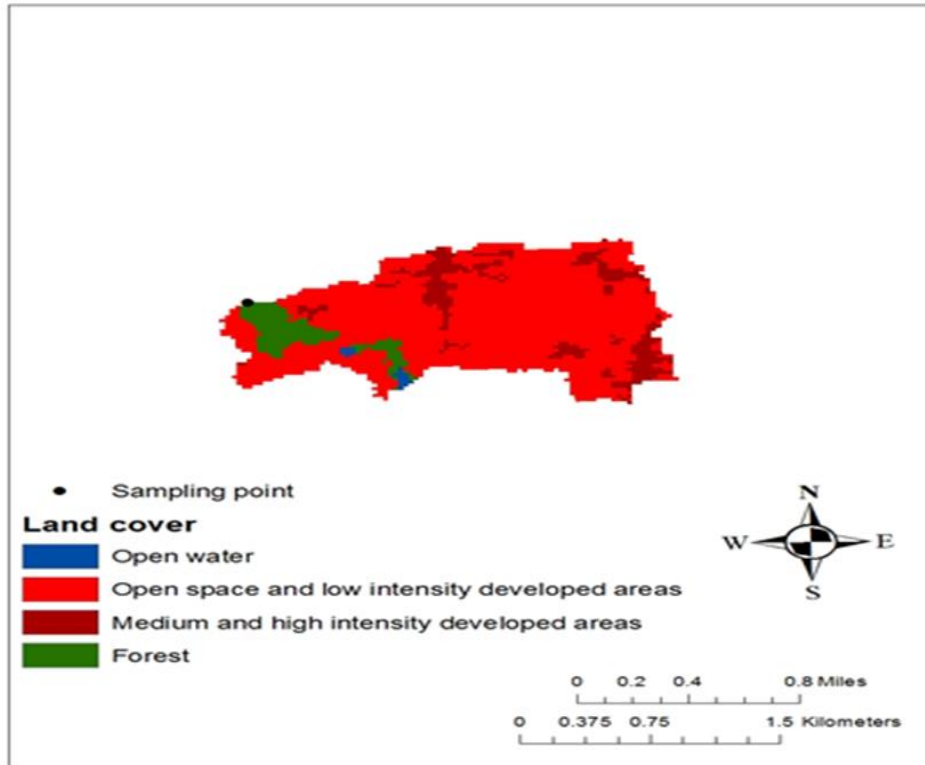 Sampling point
Land cover
Open water
Open space and low intensity developed areas
Medium and high intensity developed areas
Forest
N
W E
S
0 0.2 0.4 0.8 Miles
0 0.375 0.75 1.5 Kilometers